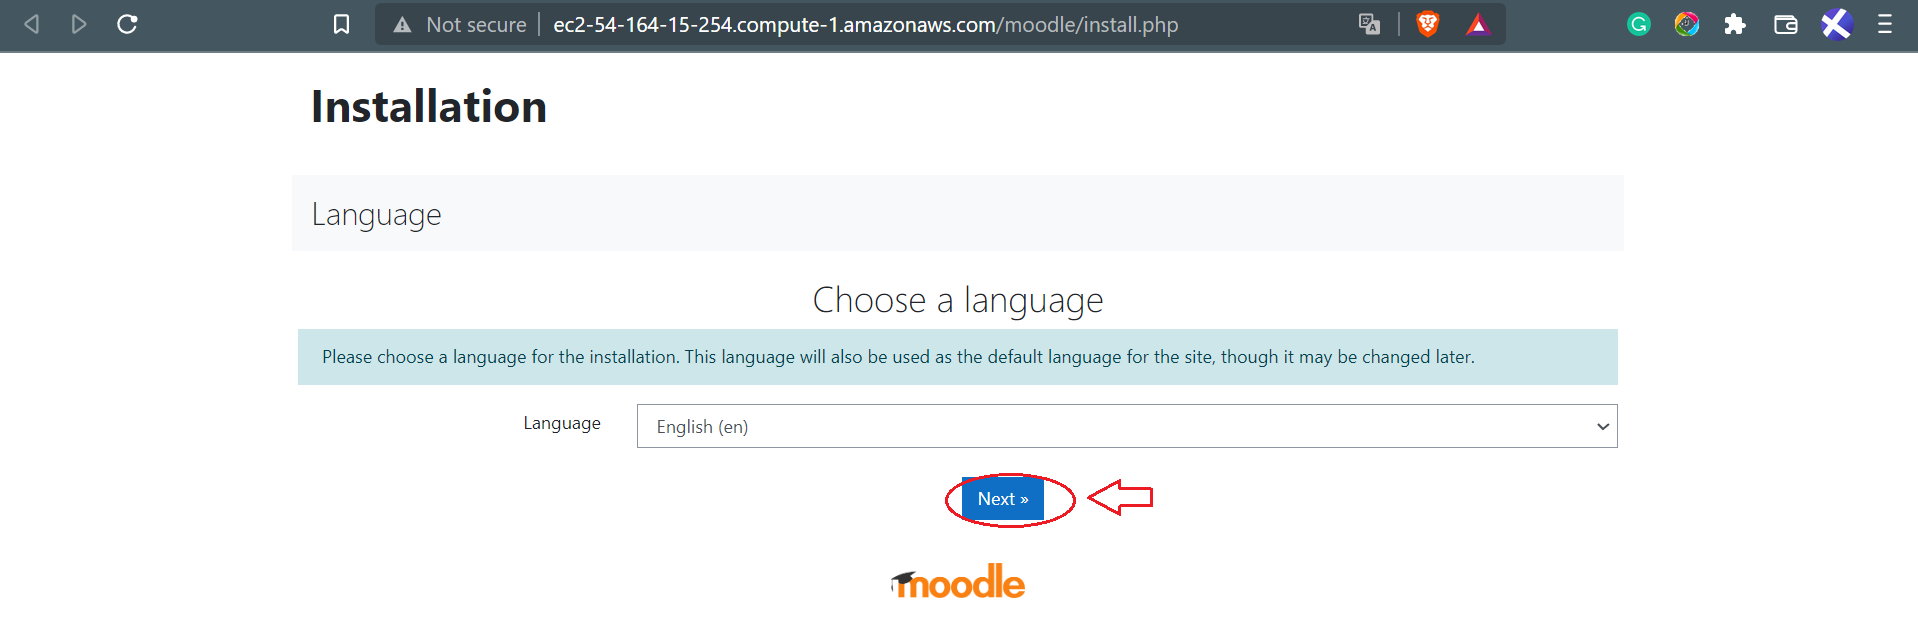 Not secure ec2-54-164-15-254.compute-1.amazonaws.com/moodle/install.php
Installation
Language
Choose a language
Please choose a language for the installation. This language will also be used as the default language for the site, though it may be changed later.
Language English (en)
Next »
moodle